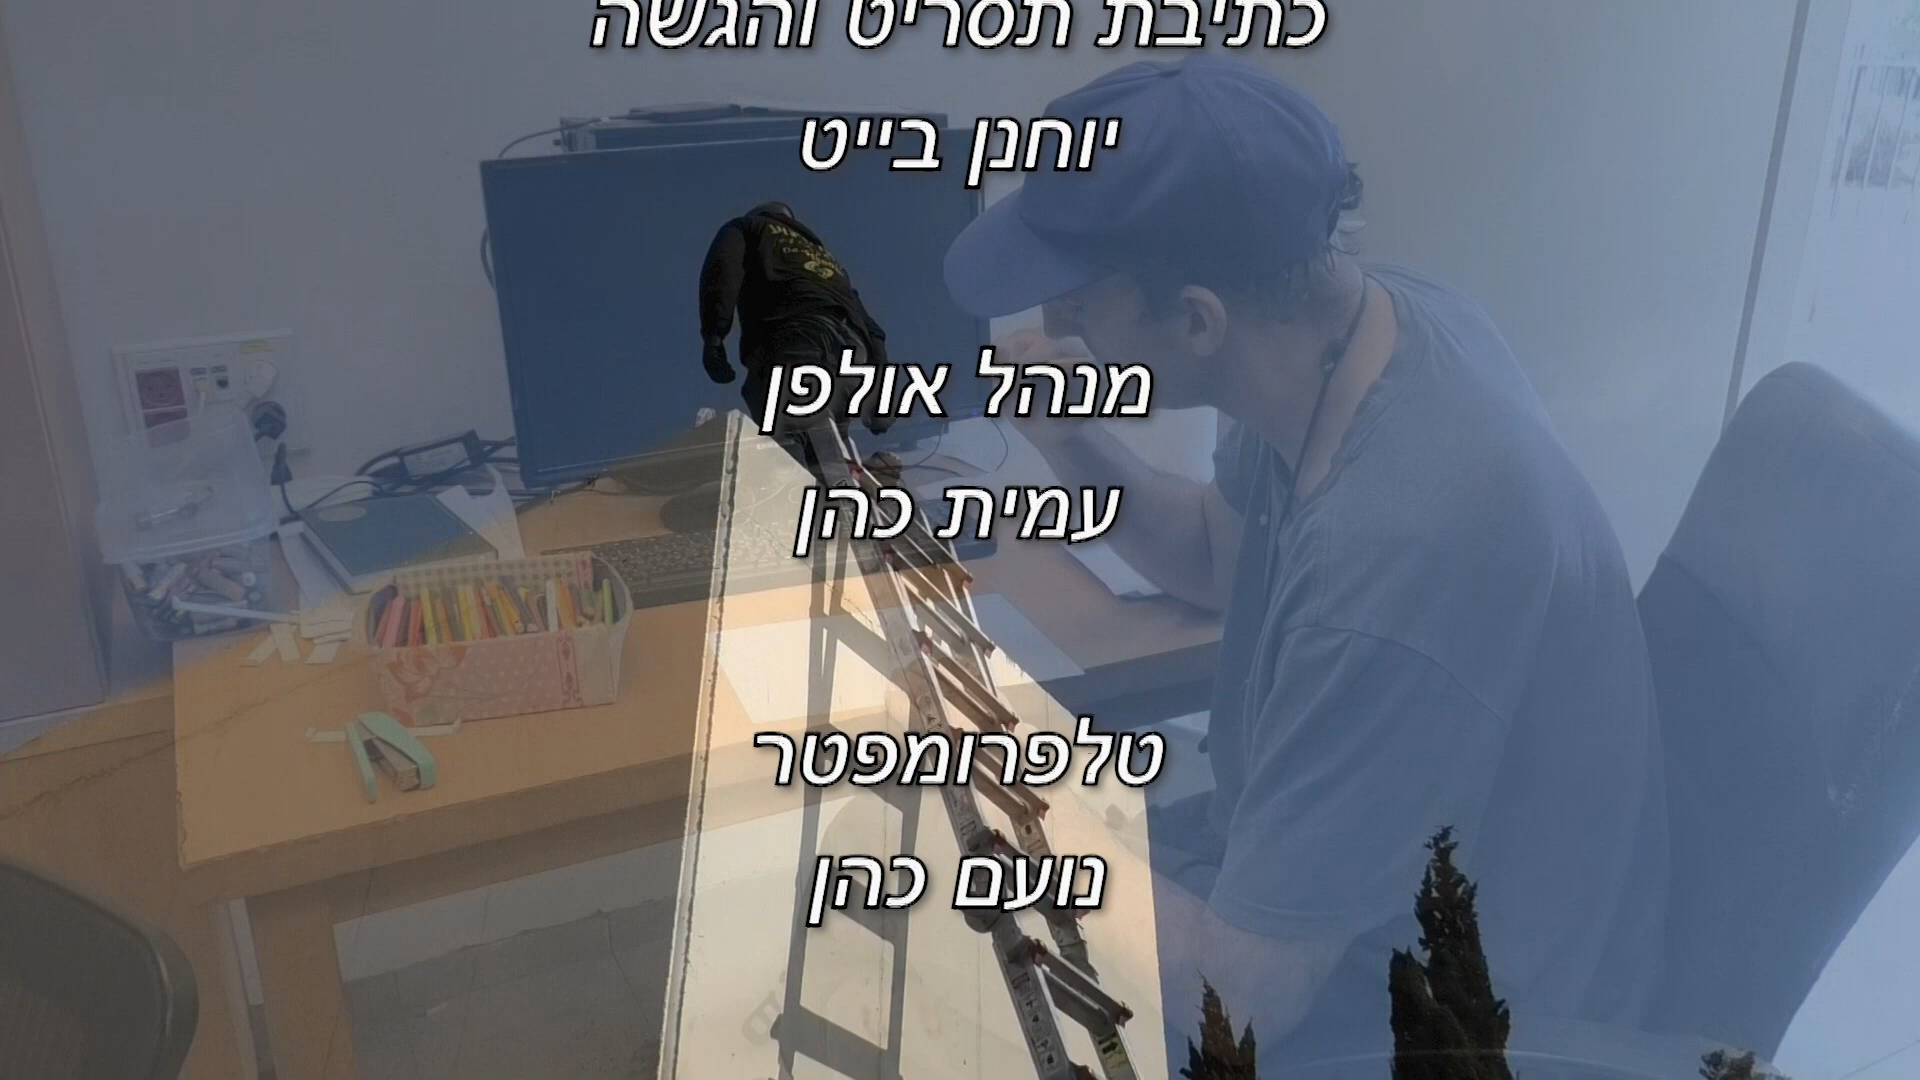 כתיבת תסריט והגשה
יוחנן בייט
מנהל אולפן
עמית כהן
טלפרומפטר
נועם כהן